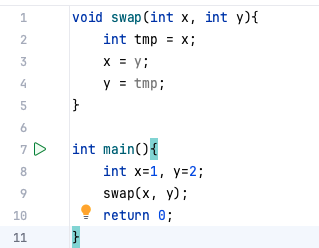 1 void swap(int x, int y){
2     int tmp = x;
3     x = y;
4     y = tmp;
5 }
6
7 int main(){
8     int x=1, y=2;
9     swap(x, y);
10     return 0;
11 }